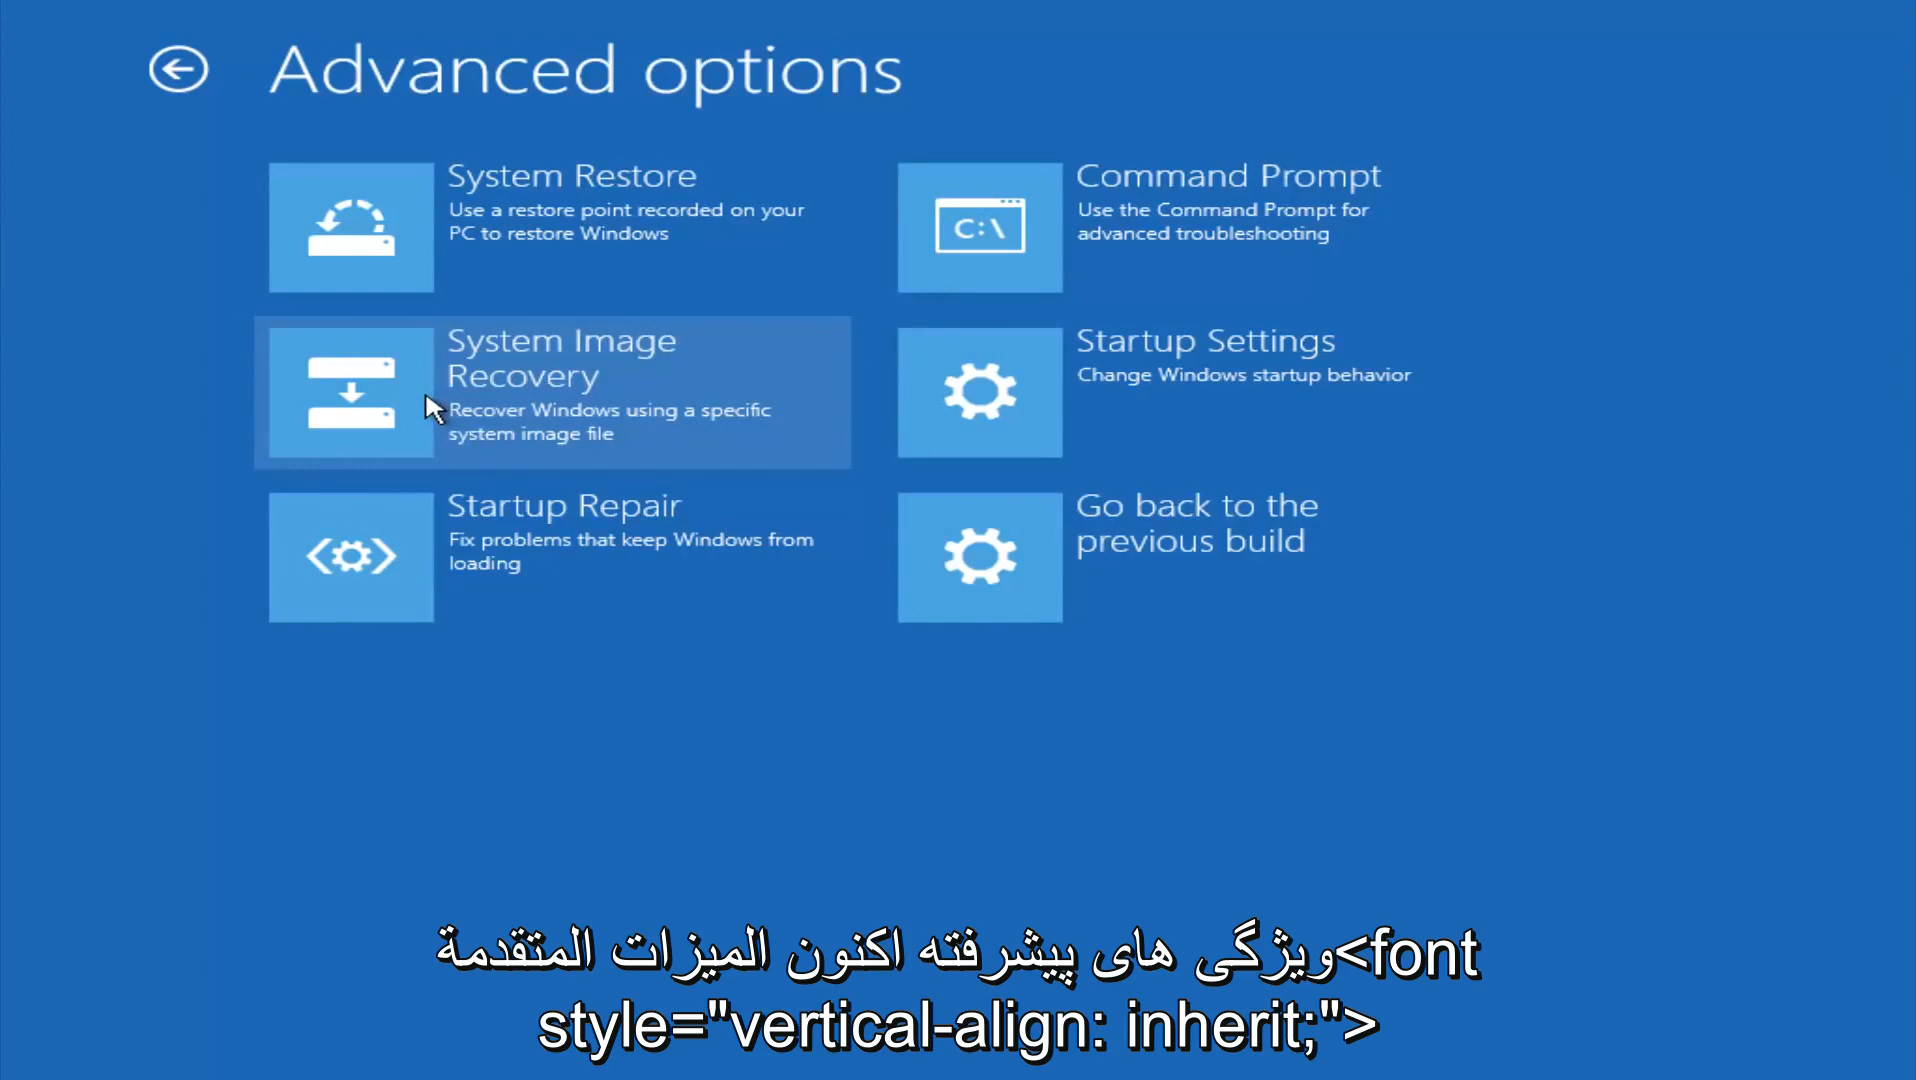 Advanced options
System Restore
Use a restore point recorded on your
PC to restore Windows
Command Prompt
Use the Command Prompt for
advanced troubleshooting
C:\
System Image
Recovery
Recover Windows using a specific
system image file
Startup Settings
Change Windows startup behavior
Startup Repair
Fix problems that keep Windows from
loading
Go back to the
previous build
ویژگی های پیشرفته اکنون الميزات المتقدمة<font
style="vertical-align: inherit;">